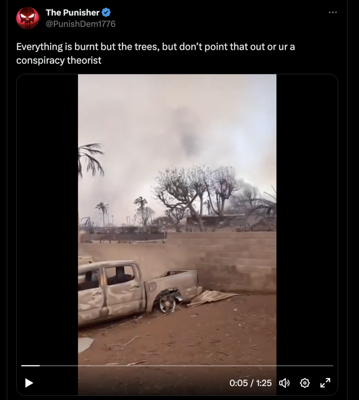 The Punisher
@PunishDem1776
Everything is burnt but the trees, but don't point that out or ur a
conspiracy theorist
0:05 / 1:25